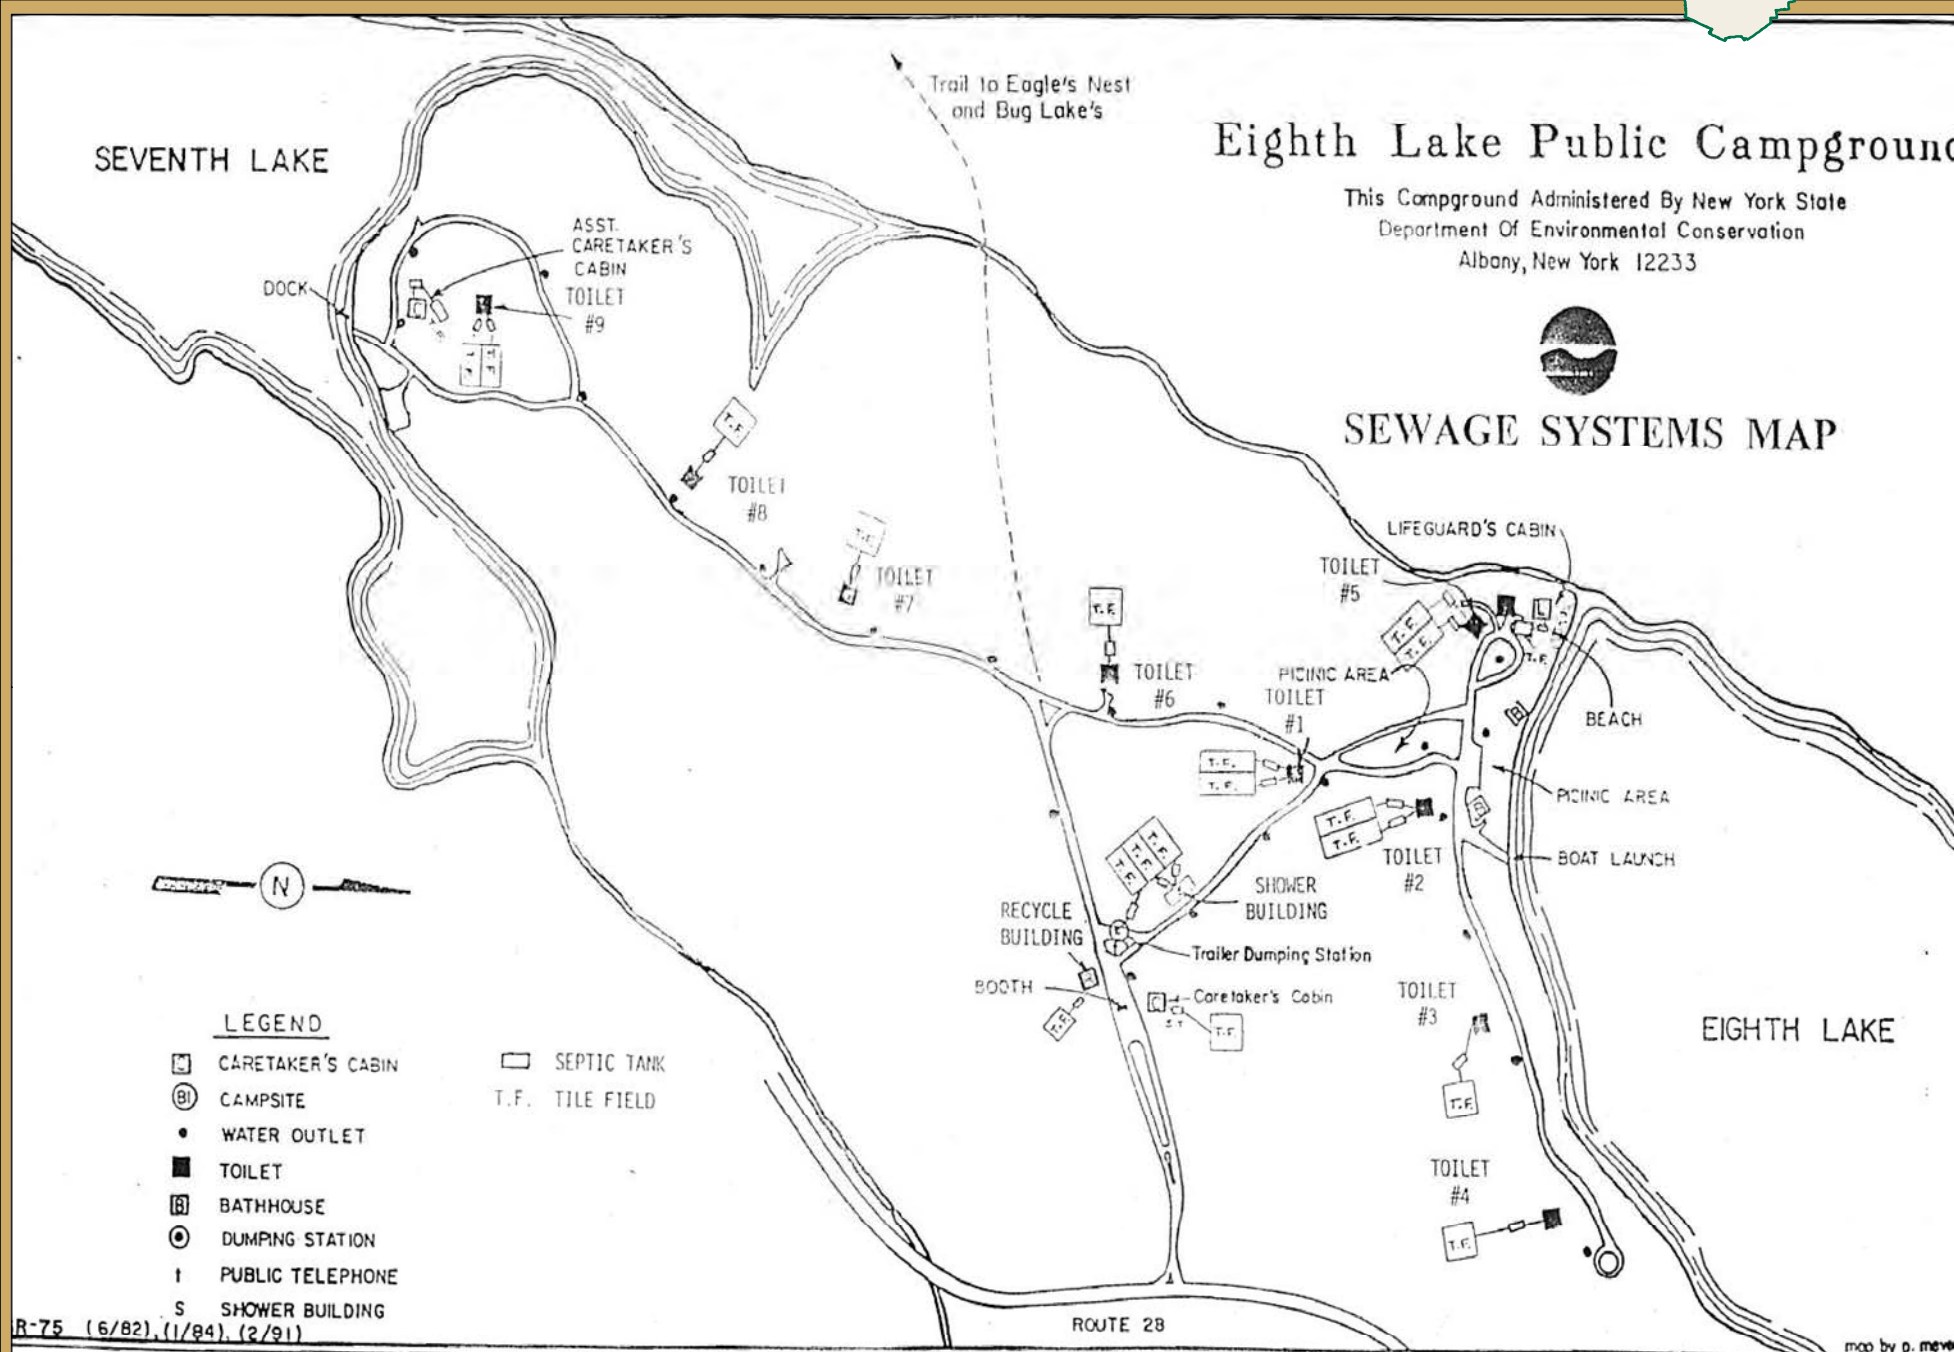 Trail to Eagle's Nest
and Bug Lake's
Eighth Lake Public Campground
This Campground Administered By New York State
Department Of Environmental Conservation
Albany, New York 12233
SEWAGE SYSTEMS MAP
SEVENTH LAKE
ASST.
CARETAKER'S
CABIN
DOCK
C
T.F.
TOILET
#9
T.F.
T.F.
T.F.
TOILET
#8
T.F.
TOILET
#7
T.F.
TOILET
#6
LIFEGUARD'S CABIN
TOILET
#5
L
T.F.
T.F.
T.F.
PICINIC AREA
TOILET
#1
T.F.
T.F.
B
BEACH
PICINIC AREA
B
BOAT LAUNCH
T.F.
T.F.
TOILET
#2
T.F.
T.F.
T.F.
SHOWER
BUILDING
RECYCLE
BUILDING
Trailer Dumping Station
BOOTH
C
Caretaker's Cabin
S.T
T.F.
T.F.
TOILET
#3
T.F.
EIGHTH LAKE
TOILET
#4
T.F.
N
LEGEND
C CARETAKER'S CABIN
B1 CAMPSITE
WATER OUTLET
TOILET
B BATHHOUSE
DUMPING STATION
PUBLIC TELEPHONE
S SHOWER BUILDING
SEPTIC TANK
T.F. TILE FIELD
R-75 (6/82),(1/84),(2/91)
ROUTE 28
map by p. meye